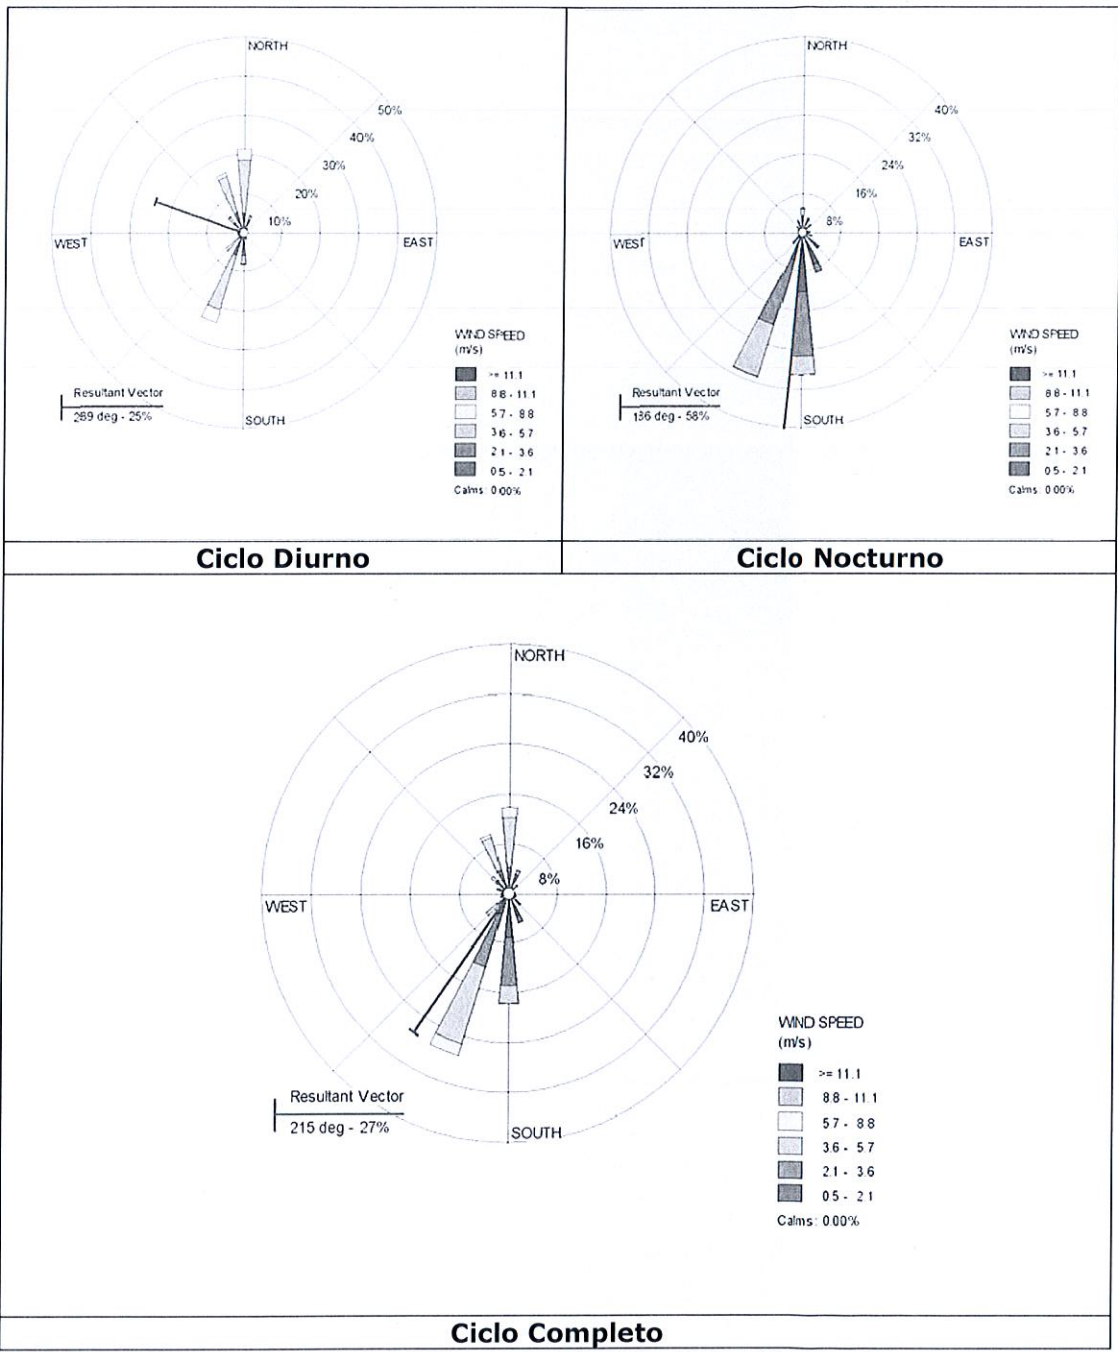 NORTH
50%
40%
30%
20%
10%
WEST
EAST
WIND SPEED
(m/s)
>= 11.1
8.8 - 11.1
5.7 - 8.8
3.6 - 5.7
2.1 - 3.6
0.5 - 2.1
Calms: 0.00%
Resultant Vector
289 deg - 25%
SOUTH
Ciclo Diurno
NORTH
40%
32%
24%
16%
8%
WEST
EAST
WIND SPEED
(m/s)
>= 11.1
8.8 - 11.1
5.7 - 8.8
3.6 - 5.7
2.1 - 3.6
0.5 - 2.1
Calms: 0.00%
Resultant Vector
186 deg - 58%
SOUTH
Ciclo Nocturno
NORTH
40%
32%
24%
16%
8%
WEST
EAST
WIND SPEED
(m/s)
>= 11.1
8.8 - 11.1
5.7 - 8.8
3.6 - 5.7
2.1 - 3.6
0.5 - 2.1
Calms: 0.00%
Resultant Vector
215 deg - 27%
SOUTH
Ciclo Completo